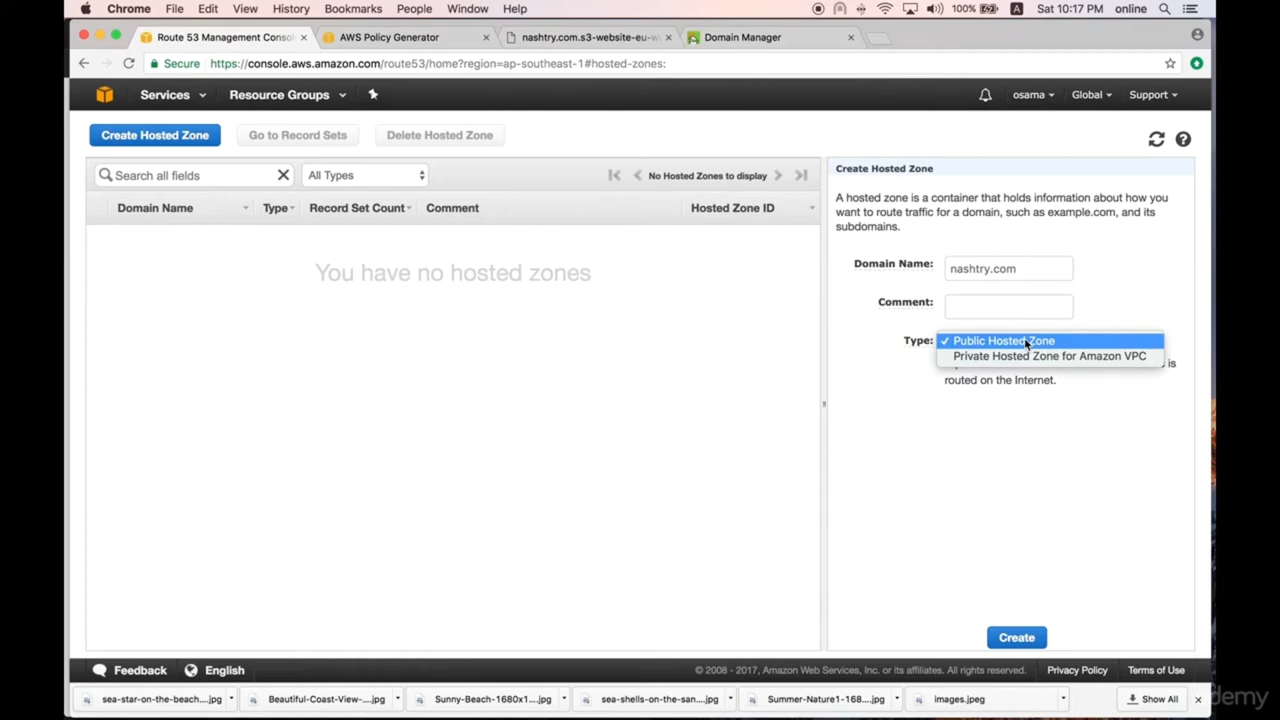 Chrome File Edit View History Bookmarks People Window Help 100% A Sat 10:17 PM online
Route 53 Management Conso AWS Policy Generator nashtry.com.s3-website-eu-w Domain Manager
Secure https://console.aws.amazon.com/route53/home?region=ap-southeast-1#hosted-zones:
Services Resource Groups osama Global Support
Create Hosted Zone Go to Record Sets Delete Hosted Zone
Search all fields All Types No Hosted Zones to display
Domain Name Type Record Set Count Comment Hosted Zone ID
You have no hosted zones
Create Hosted Zone
A hosted zone is a container that holds information about how you
want to route traffic for a domain, such as example.com, and its
subdomains.
Domain Name: nashtry.com
Comment:
Type: Public Hosted Zone
Private Hosted Zone for Amazon VPC
is
routed on the Internet.
Create
Feedback English © 2008 - 2017, Amazon Web Services, Inc. or its affiliates. All rights reserved. Privacy Policy Terms of Use
sea-star-on-the-beach....jpg Beautiful-Coast-View-....jpg Sunny-Beach-1680x1....jpg sea-shells-on-the-san....jpg Summer-Nature1-168....jpg images.jpeg Show All
demy